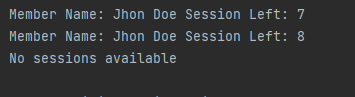 Member Name: Jhon Doe Session Left: 7
Member Name: Jhon Doe Session Left: 8
No sessions available